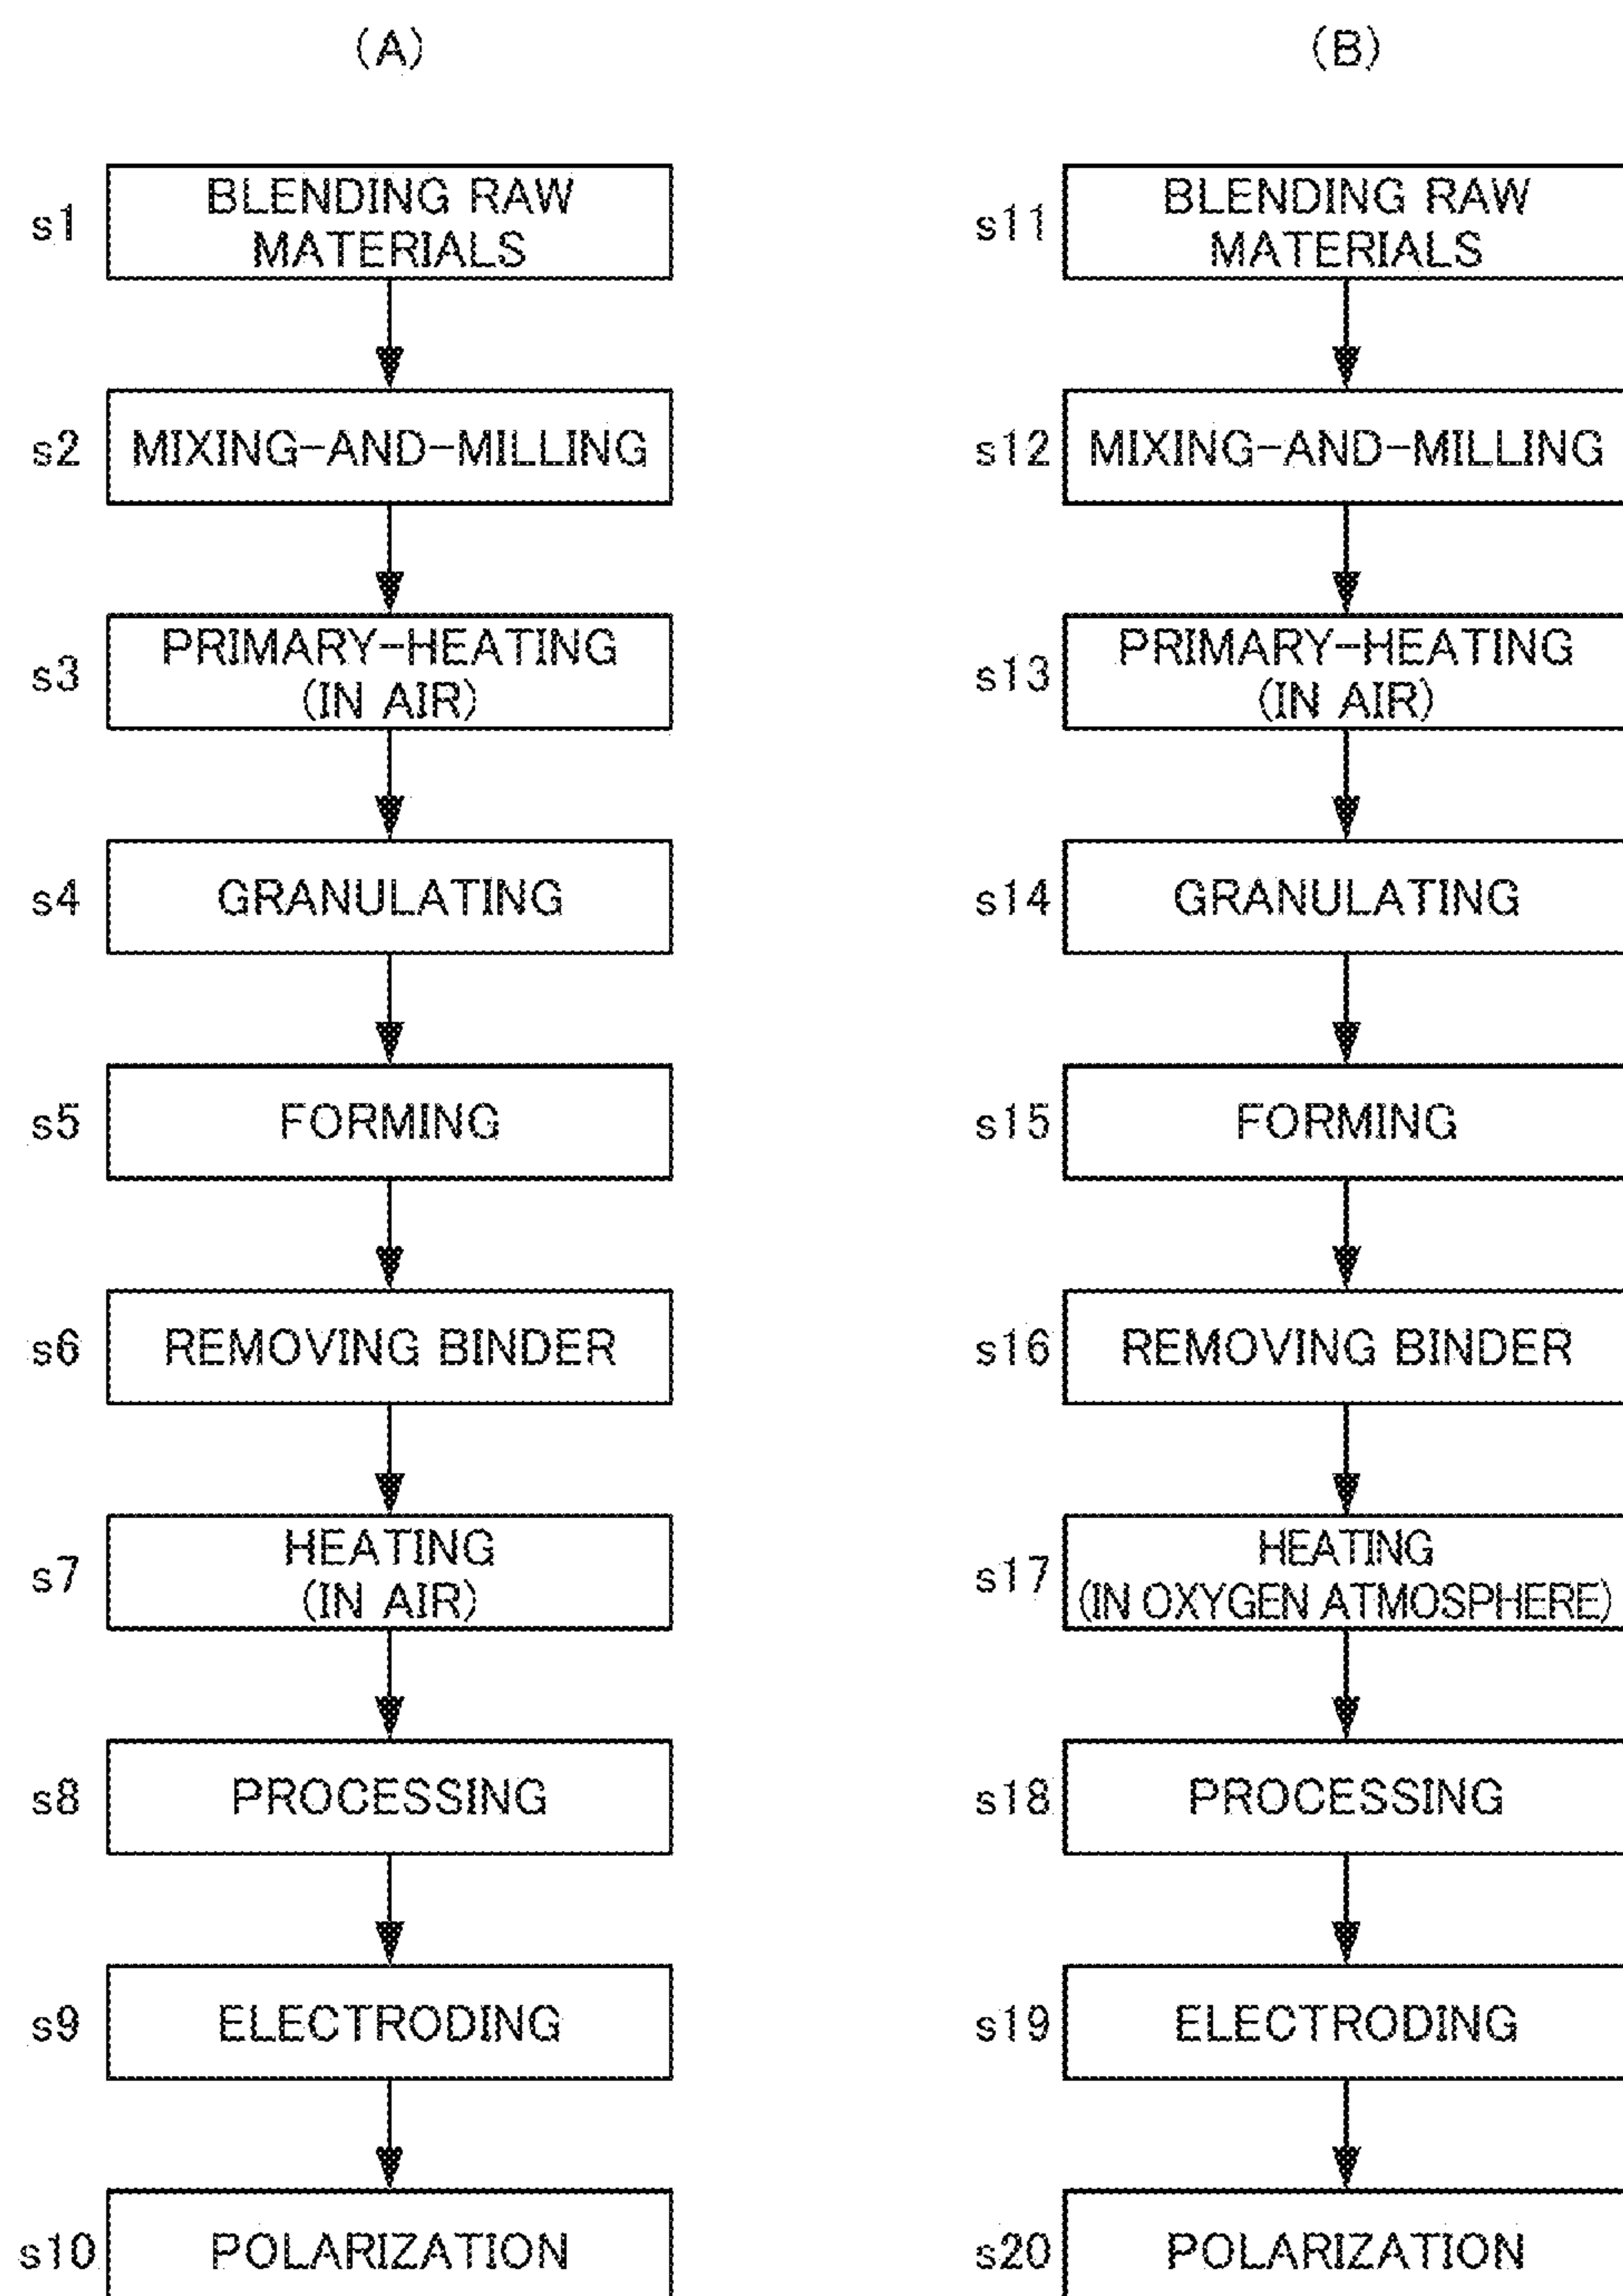 (A)
s1
BLENDING RAW
MATERIALS
s2
MIXING-AND-MILLING
s3
PRIMARY-HEATING
(IN AIR)
s4
GRANULATING
s5
FORMING
s6
REMOVING BINDER
s7
HEATING
(IN AIR)
s8
PROCESSING
s9
ELECTRODING
s10
POLARIZATION
(B)
s11
BLENDING RAW
MATERIALS
s12
MIXING-AND-MILLING
s13
PRIMARY-HEATING
(IN AIR)
s14
GRANULATING
s15
FORMING
s16
REMOVING BINDER
s17
HEATING
(IN OXYGEN ATMOSPHERE)
s18
PROCESSING
s19
ELECTRODING
s20
POLARIZATION